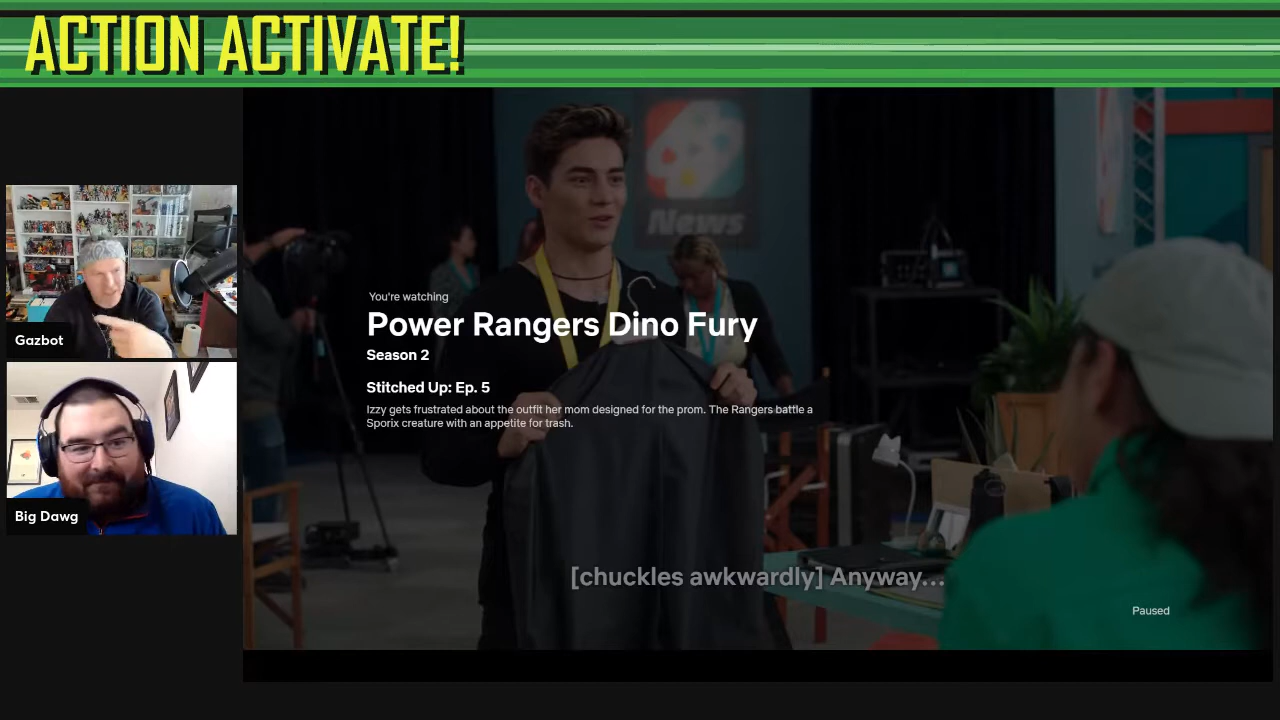 ACTION ACTIVATE!
News
Gazbot
Big Dawg
You're watching
Power Rangers Dino Fury
Season 2
Stitched Up: Ep. 5
Izzy gets frustrated about the outfit her mom designed for the prom. The Rangers battle a
Sporix creature with an appetite for trash.
[chuckles awkwardly] Anyway...
Paused